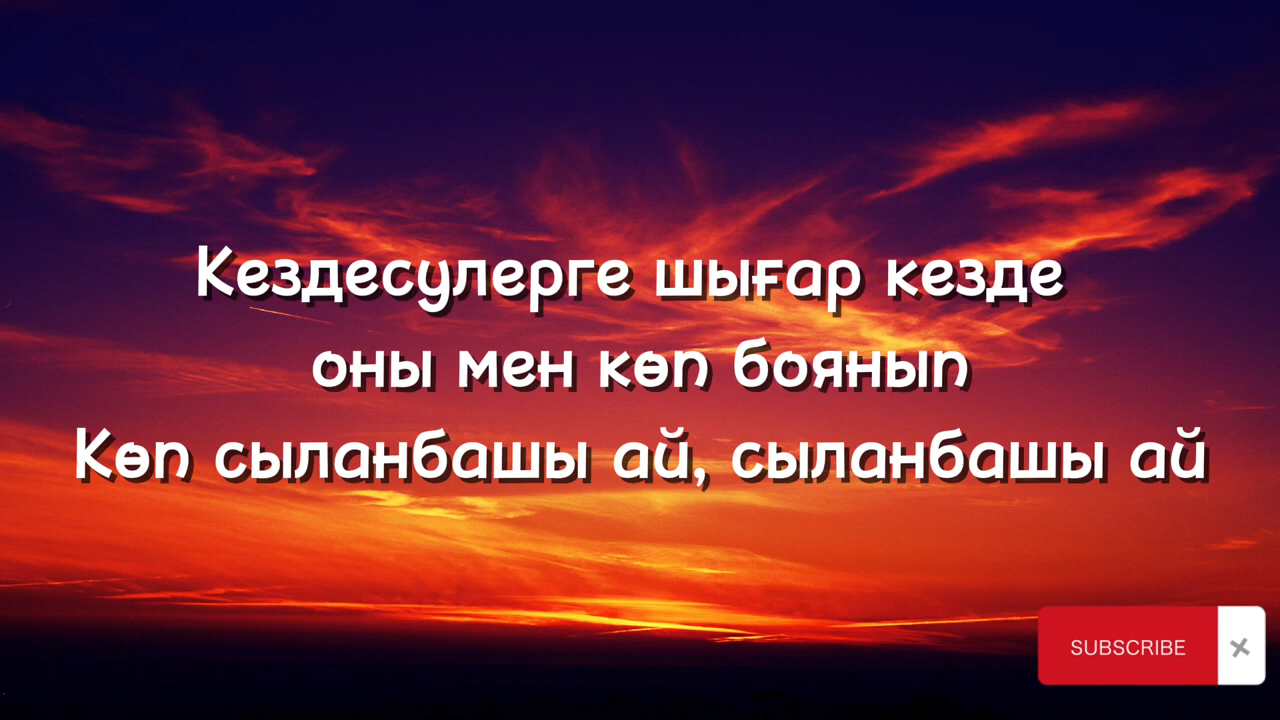 Кездесулерге шығар кезде
оны мен көп боянып
Көп сыланбашы ай, сыланбашы ай
SUBSCRIBE